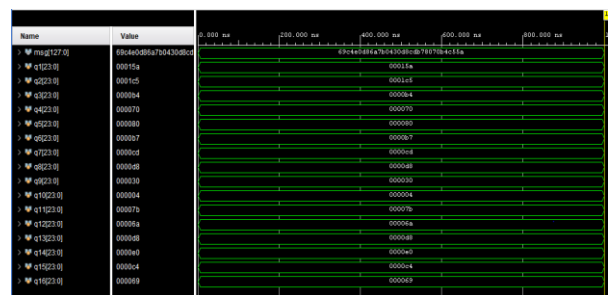 Name Value 0.000 ns 200.000 ns 400.000 ns 600.000 ns 800.000 ns
msg[127:0] 69c4e0d86a7b0430d8cd 69c4e0d86a7b0430d8cdb78070b4c55a
q1[23:0] 00015a 00015a
q2[23:0] 0001c5 0001c5
q3[23:0] 0000b4 0000b4
q4[23:0] 000070 000070
q5[23:0] 000080 000080
q6[23:0] 0000b7 0000b7
q7[23:0] 0000cd 0000cd
q8[23:0] 0000d8 0000d8
q9[23:0] 000030 000030
q10[23:0] 000004 000004
q11[23:0] 00007b 00007b
q12[23:0] 00006a 00006a
q13[23:0] 0000d8 0000d8
q14[23:0] 0000e0 0000e0
q15[23:0] 0000c4 0000c4
q16[23:0] 000069 000069